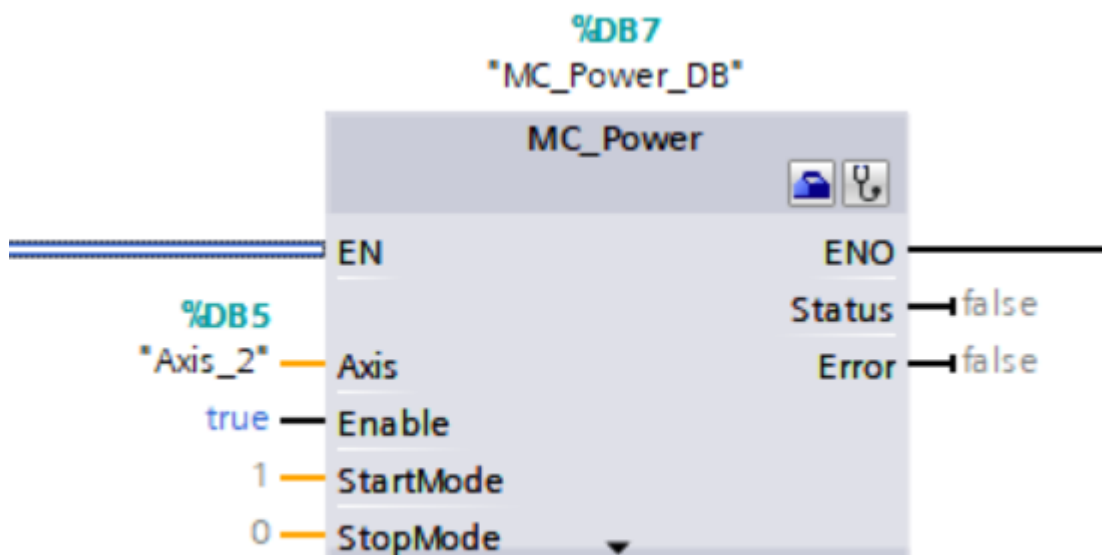 %DB7
"MC_Power_DB"
MC_Power
EN ENO
Status false
%DB5
"Axis_2" Axis Error false
true Enable
1 StartMode
0 StopMode